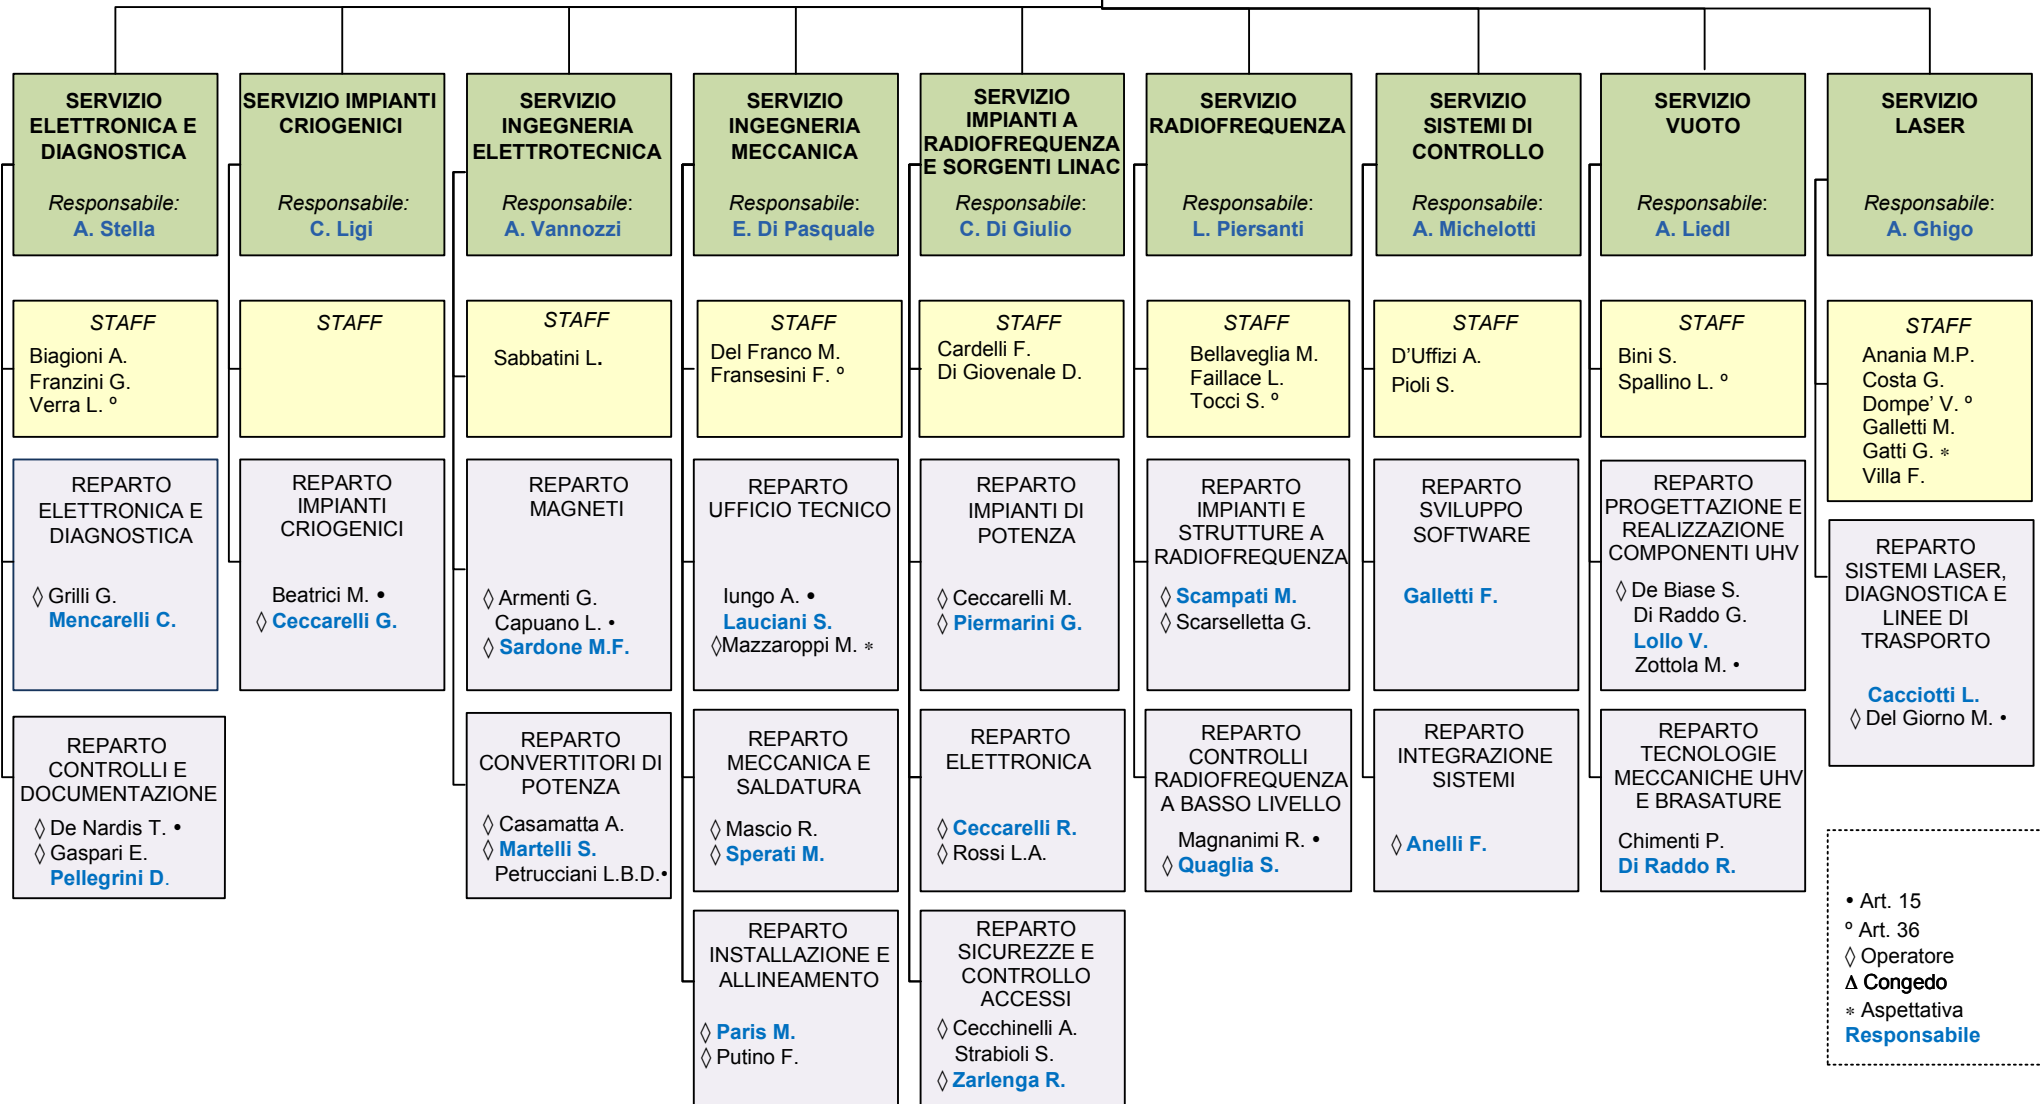 SERVIZIO
ELETTRONICA E
DIAGNOSTICA
Responsabile:
A. Stella
STAFF
Biagioni A.
Franzini G.
Verra L. º
REPARTO
ELETTRONICA E
DIAGNOSTICA
◊ Grilli G.
Mencarelli C.
REPARTO
CONTROLLI E
DOCUMENTAZIONE
◊ De Nardis T. •
◊ Gaspari E.
Pellegrini D.
SERVIZIO IMPIANTI
CRIOGENICI
Responsabile:
C. Ligi
STAFF
REPARTO
IMPIANTI
CRIOGENICI
Beatrici M. •
◊ Ceccarelli G.
SERVIZIO
INGEGNERIA
ELETTROTECNICA
Responsabile:
A. Vannozzi
STAFF
Sabbatini L.
REPARTO
MAGNETI
◊ Armenti G.
Capuano L. •
◊ Sardone M.F.
REPARTO
CONVERTITORI DI
POTENZA
◊ Casamatta A.
◊ Martelli S.
Petrucciani L.B.D.•
SERVIZIO
INGEGNERIA
MECCANICA
Responsabile:
E. Di Pasquale
STAFF
Del Franco M.
Fransesini F. º
REPARTO
UFFICIO TECNICO
Iungo A. •
Lauciani S.
◊Mazzaroppi M. *
REPARTO
MECCANICA E
SALDATURA
◊ Mascio R.
◊ Sperati M.
REPARTO
INSTALLAZIONE E
ALLINEAMENTO
◊ Paris M.
◊ Putino F.
SERVIZIO
IMPIANTI A
RADIOFREQUENZA
E SORGENTI LINAC
Responsabile:
C. Di Giulio
STAFF
Cardelli F.
Di Giovenale D.
REPARTO
IMPIANTI DI
POTENZA
◊ Ceccarelli M.
◊ Piermarini G.
REPARTO
ELETTRONICA
◊ Ceccarelli R.
◊ Rossi L.A.
REPARTO
SICUREZZE E
CONTROLLO
ACCESSI
◊ Cecchinelli A.
Strabioli S.
◊ Zarlenga R.
SERVIZIO
RADIOFREQUENZA
Responsabile:
L. Piersanti
STAFF
Bellaveglia M.
Faillace L.
Tocci S. º
REPARTO
IMPIANTI E
STRUTTURE A
RADIOFREQUENZA
◊ Scampati M.
◊ Scarselletta G.
REPARTO
CONTROLLI
RADIOFREQUENZA
A BASSO LIVELLO
Magnanimi R. •
◊ Quaglia S.
SERVIZIO
SISTEMI DI
CONTROLLO
Responsabile:
A. Michelotti
STAFF
D'Uffizi A.
Pioli S.
REPARTO
SVILUPPO
SOFTWARE
Galletti F.
REPARTO
INTEGRAZIONE
SISTEMI
◊ Anelli F.
SERVIZIO
VUOTO
Responsabile:
A. Liedl
STAFF
Bini S.
Spallino L. º
REPARTO
PROGETTAZIONE E
REALIZZAZIONE
COMPONENTI UHV
◊ De Biase S.
Di Raddo G.
Lollo V.
Zottola M. •
REPARTO
TECNOLOGIE
MECCANICHE UHV
E BRASATURE
Chimenti P.
Di Raddo R.
SERVIZIO
LASER
Responsabile:
A. Ghigo
STAFF
Anania M.P.
Costa G.
Dompe' V. º
Galletti M.
Gatti G. *
Villa F.
REPARTO
SISTEMI LASER,
DIAGNOSTICA E
LINEE DI
TRASPORTO
Cacciotti L.
◊ Del Giorno M. •
• Art. 15
º Art. 36
◊ Operatore
Δ Congedo
* Aspettativa
Responsabile